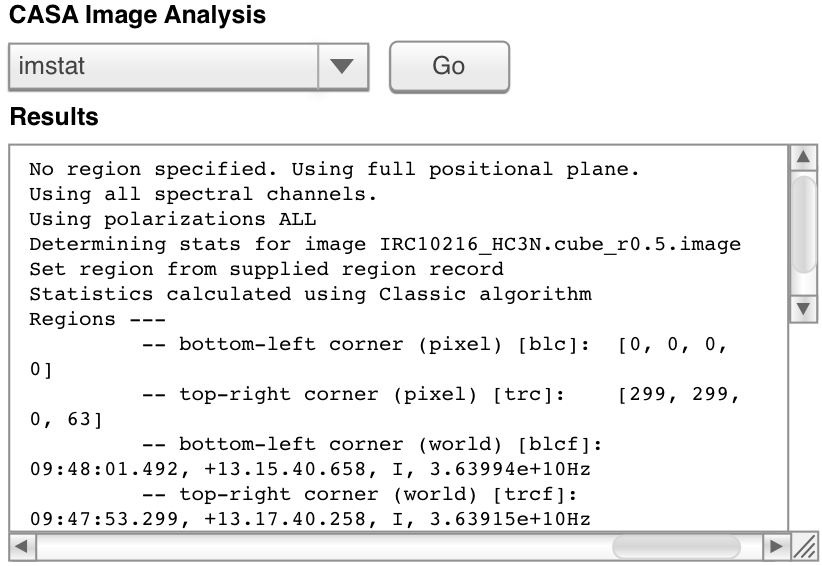 CASA Image Analysis
imstat
Go
Results
No region specified. Using full positional plane.
Using all spectral channels.
Using polarizations ALL
Determining stats for image IRC10216_HC3N.cube_r0.5.image
Set region from supplied region record
Statistics calculated using Classic algorithm
Regions ---
-- bottom-left corner (pixel) [blc]:  [0, 0, 0,
0]
-- top-right corner (pixel) [trc]:    [299, 299,
0, 63]
-- bottom-left corner (world) [blcf]:
09:48:01.492, +13.15.40.658, I, 3.63994e+10Hz
-- top-right corner (world) [trcf]:
09:47:53.299, +13.17.40.258, I, 3.63915e+10Hz